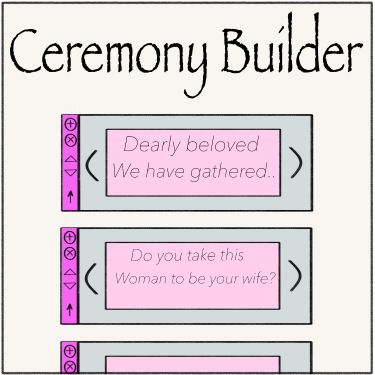 Ceremony Builder
Dearly beloved
We have gathered..
Do you take this
Woman to be your wife?